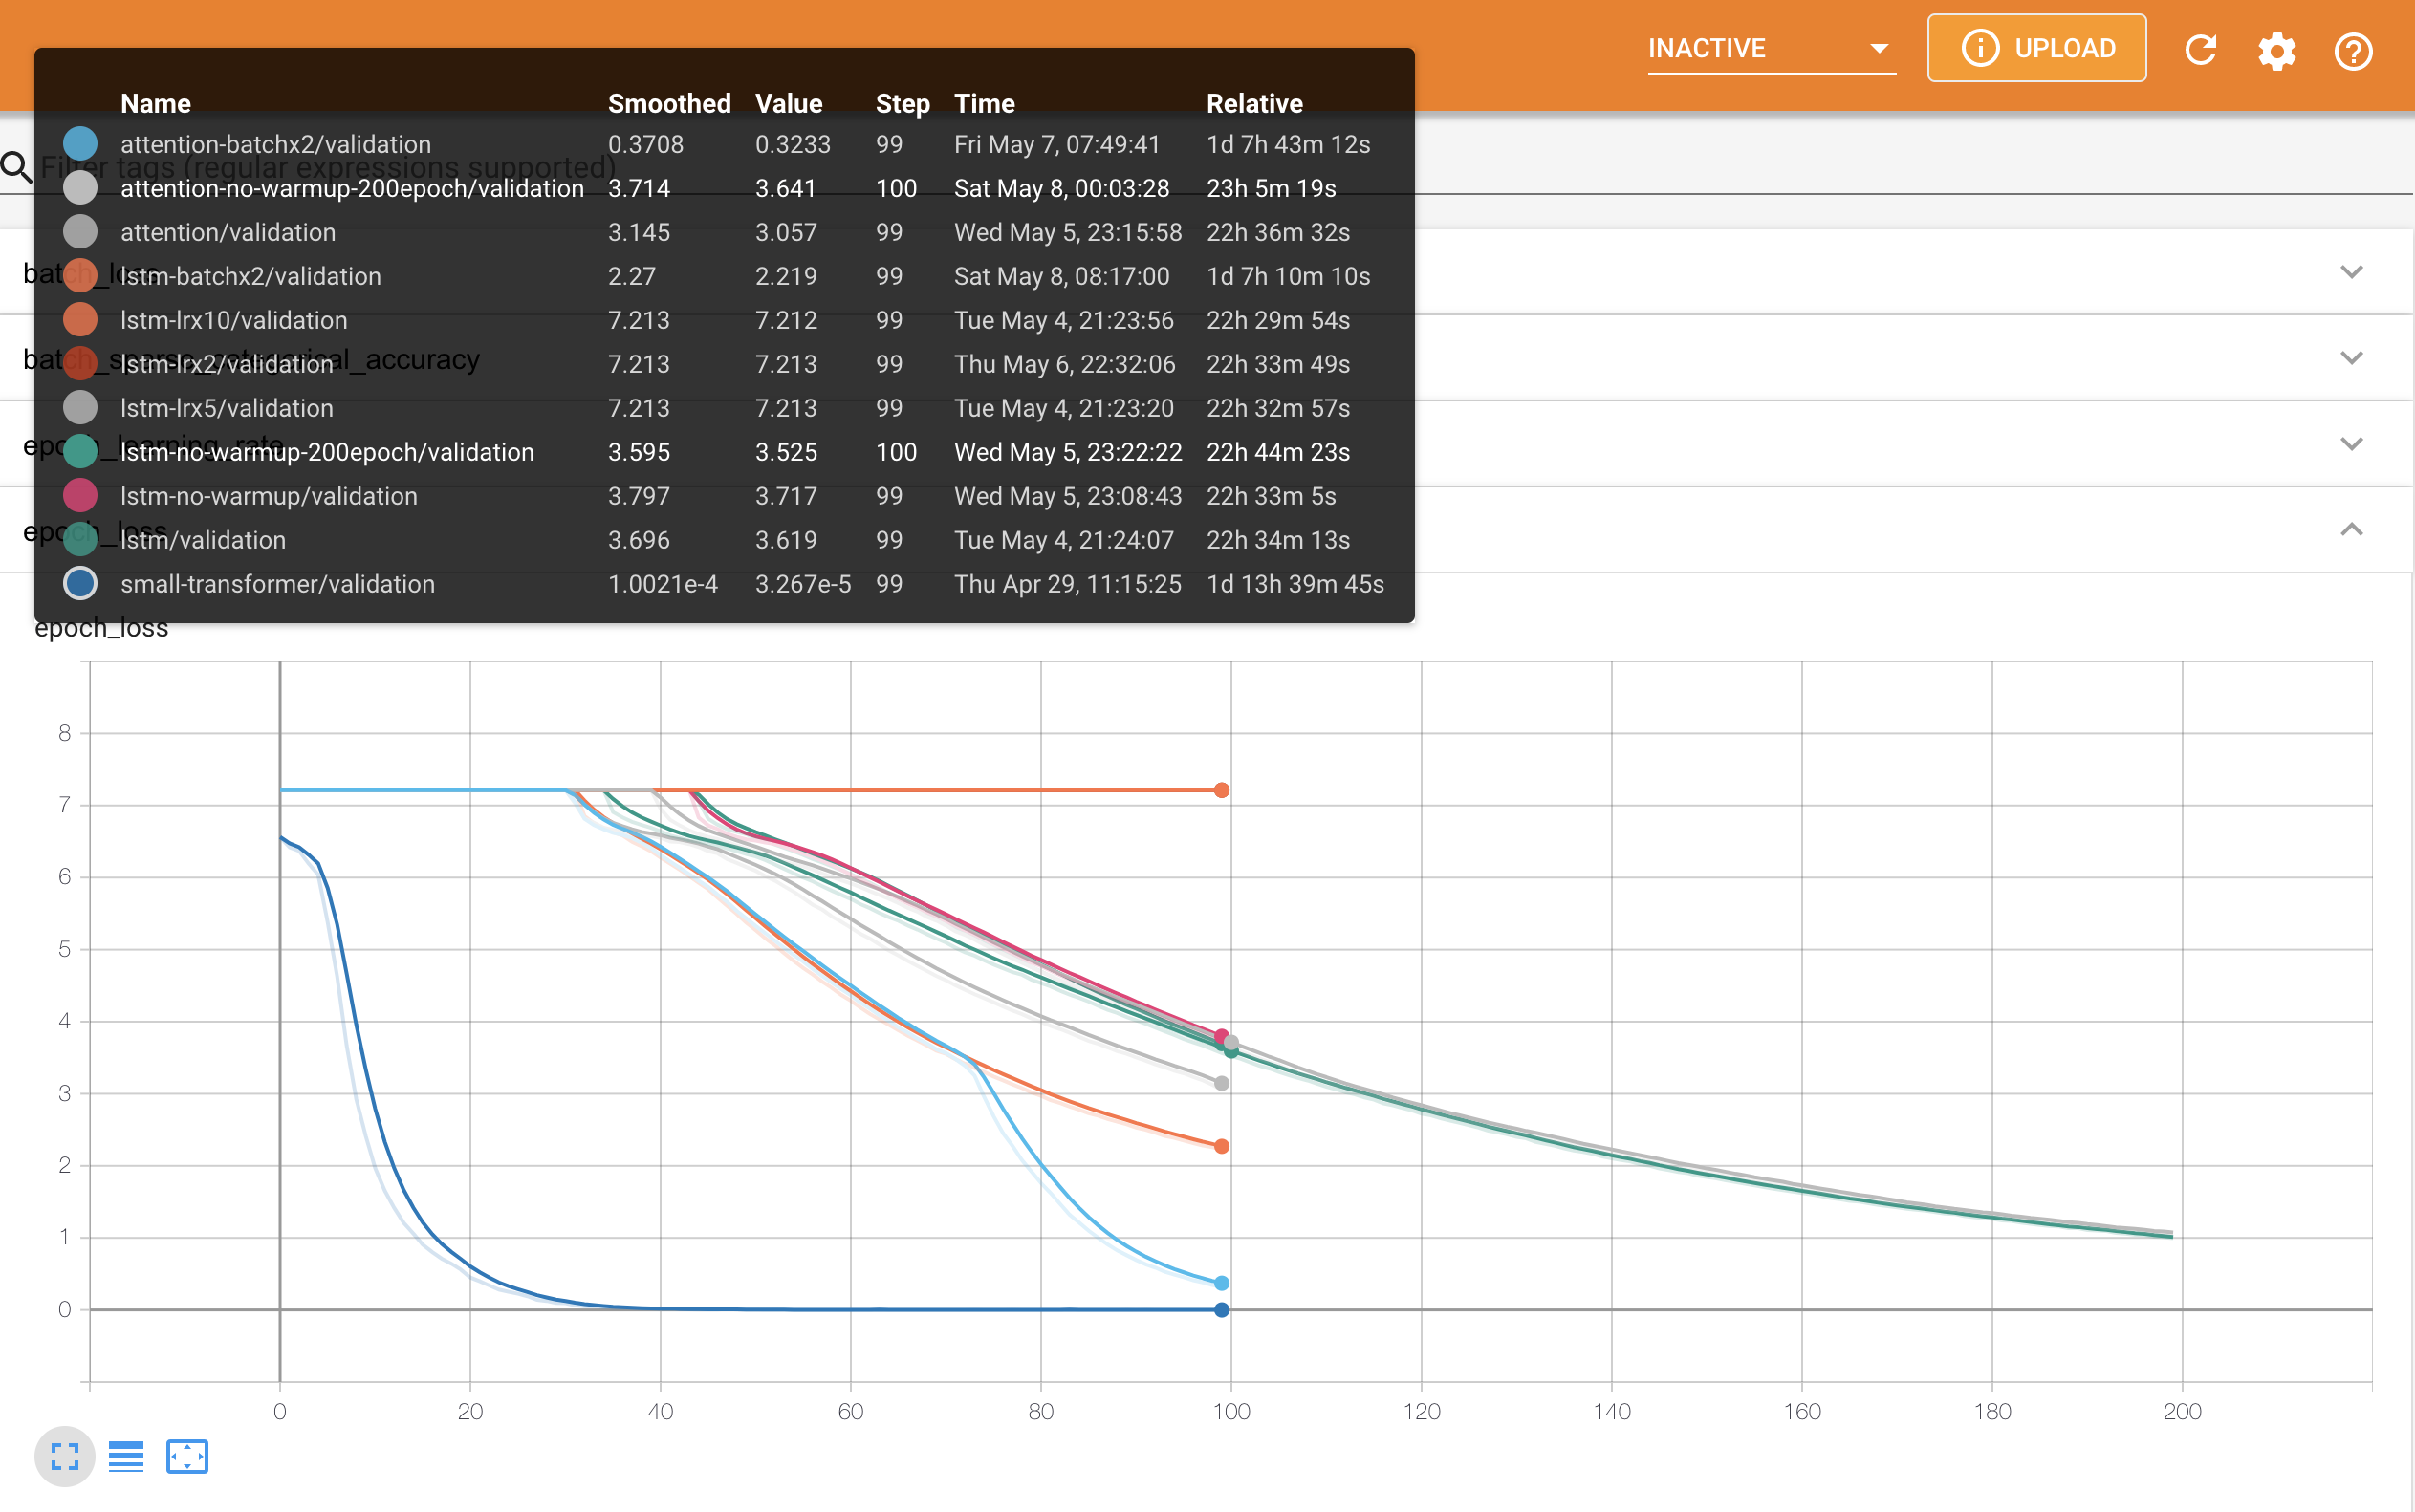 INACTIVE UPLOAD
Name Smoothed Value Step Time Relative
attention-batchx2/validation 0.3708 0.3233 99 Fri May 7, 07:49:41 1d 7h 43m 12s
Filter tags (regular expressions supported)
attention-no-warmup-200epoch/validation 3.714 3.641 100 Sat May 8, 00:03:28 23h 5m 19s
attention/validation 3.145 3.057 99 Wed May 5, 23:15:58 22h 36m 32s
batch_loss
lstm-batchx2/validation 2.27 2.219 99 Sat May 8, 08:17:00 1d 7h 10m 10s
lstm-lrx10/validation 7.213 7.212 99 Tue May 4, 21:23:56 22h 29m 54s
batch_sparse_categorical_accuracy
lstm-lrx2/validation 7.213 7.213 99 Thu May 6, 22:32:06 22h 33m 49s
lstm-lrx5/validation 7.213 7.213 99 Tue May 4, 21:23:20 22h 32m 57s
epoch_learning_rate
lstm-no-warmup-200epoch/validation 3.595 3.525 100 Wed May 5, 23:22:22 22h 44m 23s
lstm-no-warmup/validation 3.797 3.717 99 Wed May 5, 23:08:43 22h 33m 5s
epoch_loss
lstm/validation 3.696 3.619 99 Tue May 4, 21:24:07 22h 34m 13s
small-transformer/validation 1.0021e-4 3.267e-5 99 Thu Apr 29, 11:15:25 1d 13h 39m 45s
epoch_loss
8
7
6
5
4
3
2
1
0
0 20 40 60 80 100 120 140 160 180 200